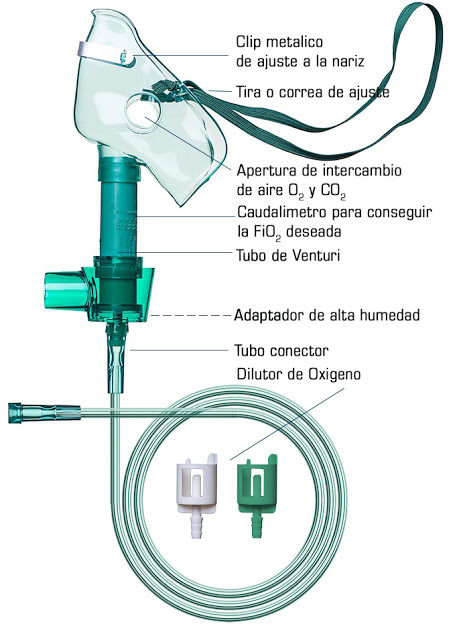 Clip metalico
de ajuste a la nariz
Tira o correa de ajuste
Apertura de intercambio
de aire O₂ y CO₂
Caudalimetro para conseguir
la FiO₂ deseada
Tubo de Venturi
Adaptador de alta humedad
Tubo conector
Dilutor de Oxigeno